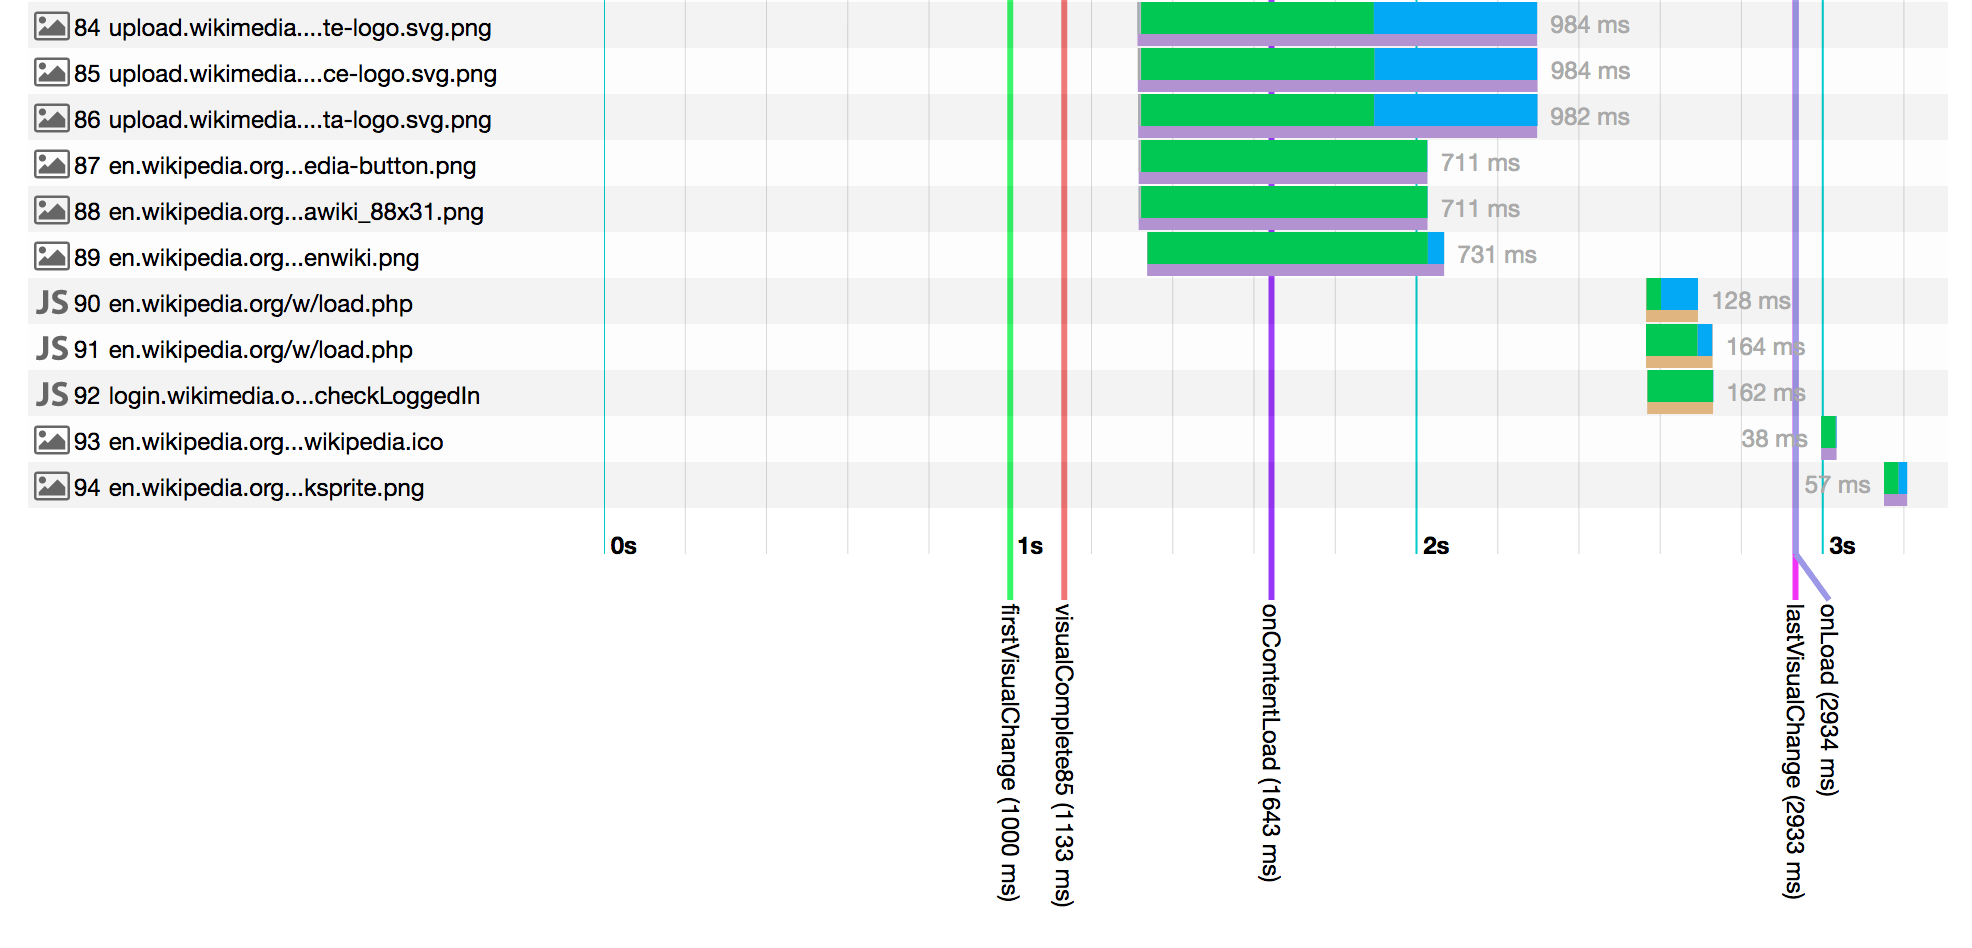 84 upload.wikimedia....te-logo.svg.png 984 ms
85 upload.wikimedia....ce-logo.svg.png 984 ms
86 upload.wikimedia....ta-logo.svg.png 982 ms
87 en.wikipedia.org...edia-button.png 711 ms
88 en.wikipedia.org...awiki_88x31.png 711 ms
89 en.wikipedia.org...enwiki.png 731 ms
JS 90 en.wikipedia.org/w/load.php 128 ms
JS 91 en.wikipedia.org/w/load.php 164 ms
JS 92 login.wikimedia.o...checkLoggedIn 162 ms
93 en.wikipedia.org...wikipedia.ico 38 ms
94 en.wikipedia.org...ksprite.png 57 ms
0s 1s 2s 3s
firstVisualChange (1000 ms)
visualComplete85 (1133 ms)
onContentLoad (1643 ms)
lastVisualChange (2933 ms)
onLoad (2934 ms)